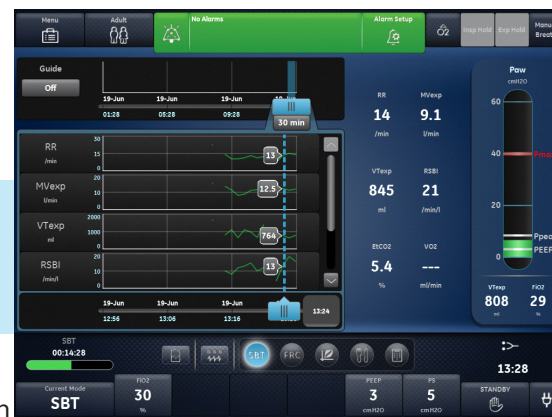 Menu
Adult
No Alarms
Alarm Setup
O2
Insp Hold
Exp Hold
Manu
Breat
Guide
Off
19-Jun 19-Jun 19-Jun
01:28 05:28 09:28
30 min
RR
/min
30
15
0
13
MVexp
l/min
20
10
0
12.5
VTexp
ml
2000
1000
0
764
RSBI
/min/l
20
10
0
13
19-Jun 19-Jun 19-Jun
12:56 13:06 13:16
13:24
RR MVexp
14 9.1
/min l/min
VTexp RSBI
845 21
ml /min/l
EtCO2 VO2
5.4 ---
% ml/min
Paw
cmH2O
60
40
20
0
Pmax
Ppeak
PEEP
VTexp FiO2
808 29
ml %
SBT
00:14:28
SBT
FRC
13:28
Current Mode
SBT
FiO2
30
%
PEEP
3
cmH2O
PS
5
cmH2O
STANDBY
n